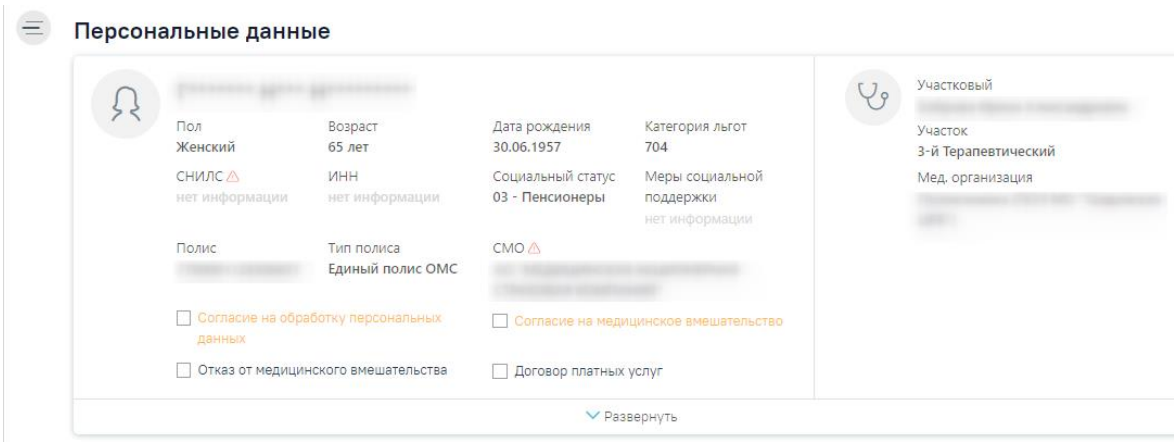 Персональные данные
Пол
Женский
Возраст
65 лет
Дата рождения
30.06.1957
Категория льгот
704
СНИЛС
нет информации
ИНН
нет информации
Социальный статус
03 - Пенсионеры
Меры социальной
поддержки
нет информации
Полис
Тип полиса
Единый полис ОМС
СМО
Согласие на обработку персональных
данных
Согласие на медицинское вмешательство
Отказ от медицинского вмешательства
Договор платных услуг
Участковый
Участок
3-й Терапевтический
Мед. организация
Развернуть